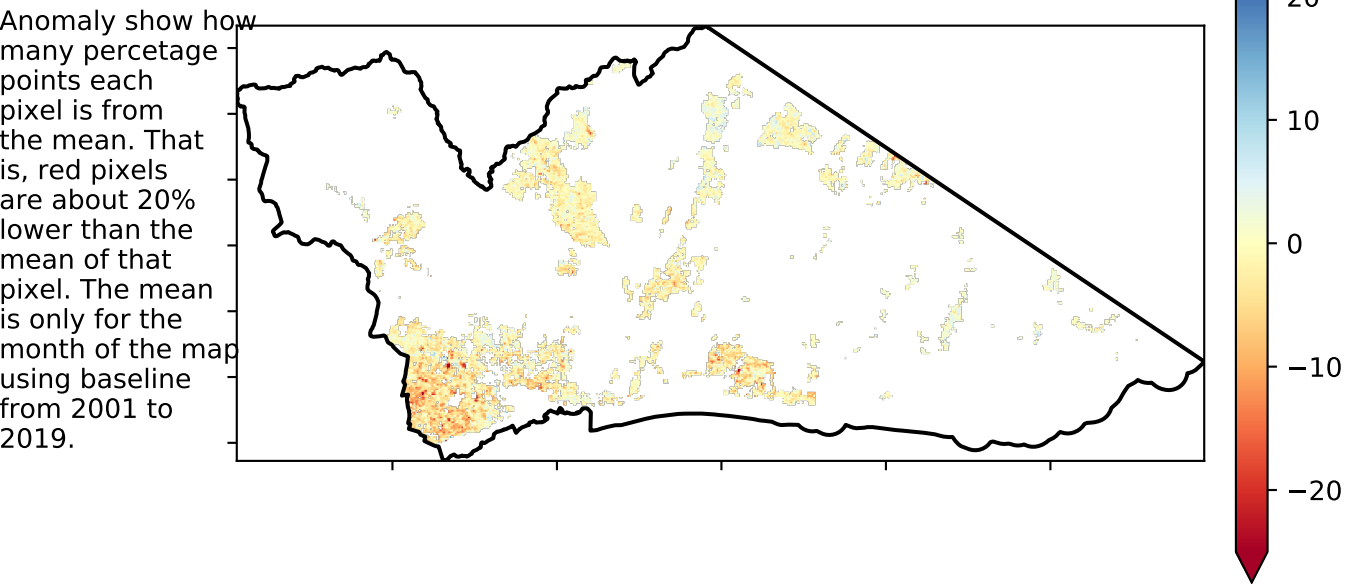 Anomaly show how
many percetage
points each
pixel is from
the mean. That
is, red pixels
are about 20%
lower than the
mean of that
pixel. The mean
is only for the
month of the map
using baseline
from 2001 to
2019.
20
10
0
−10
−20